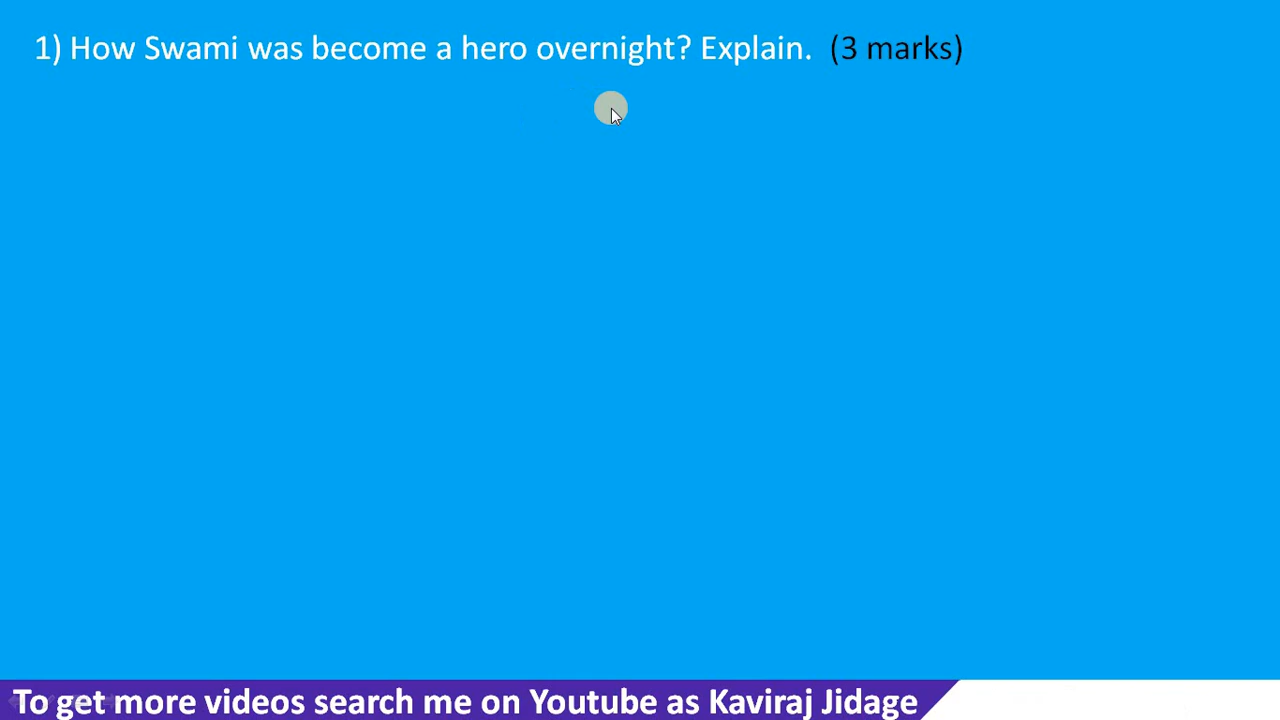 1) How Swami was become a hero overnight? Explain. (3 marks)
To get more videos search me on Youtube as Kaviraj Jidage